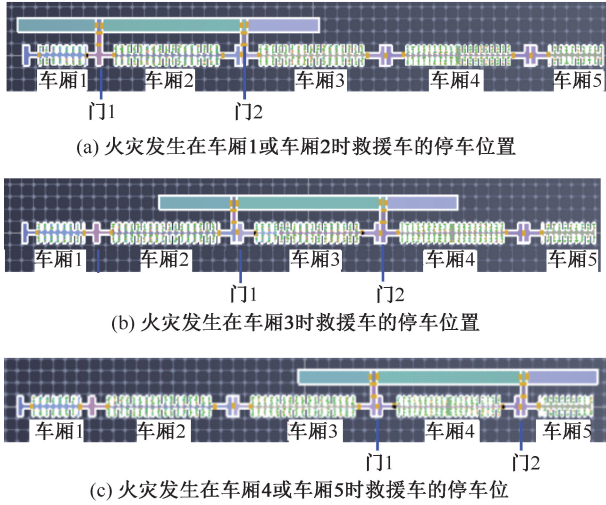 车厢1 车厢2 车厢3 车厢4 车厢5
门1 门2
(a) 火灾发生在车厢1或车厢2时救援车的停车位置
车厢1 车厢2 车厢3 车厢4 车厢5
门1 门2
(b) 火灾发生在车厢3时救援车的停车位置
车厢1 车厢2 车厢3 车厢4 车厢5
门1 门2
(c) 火灾发生在车厢4或车厢5时救援车的停车位